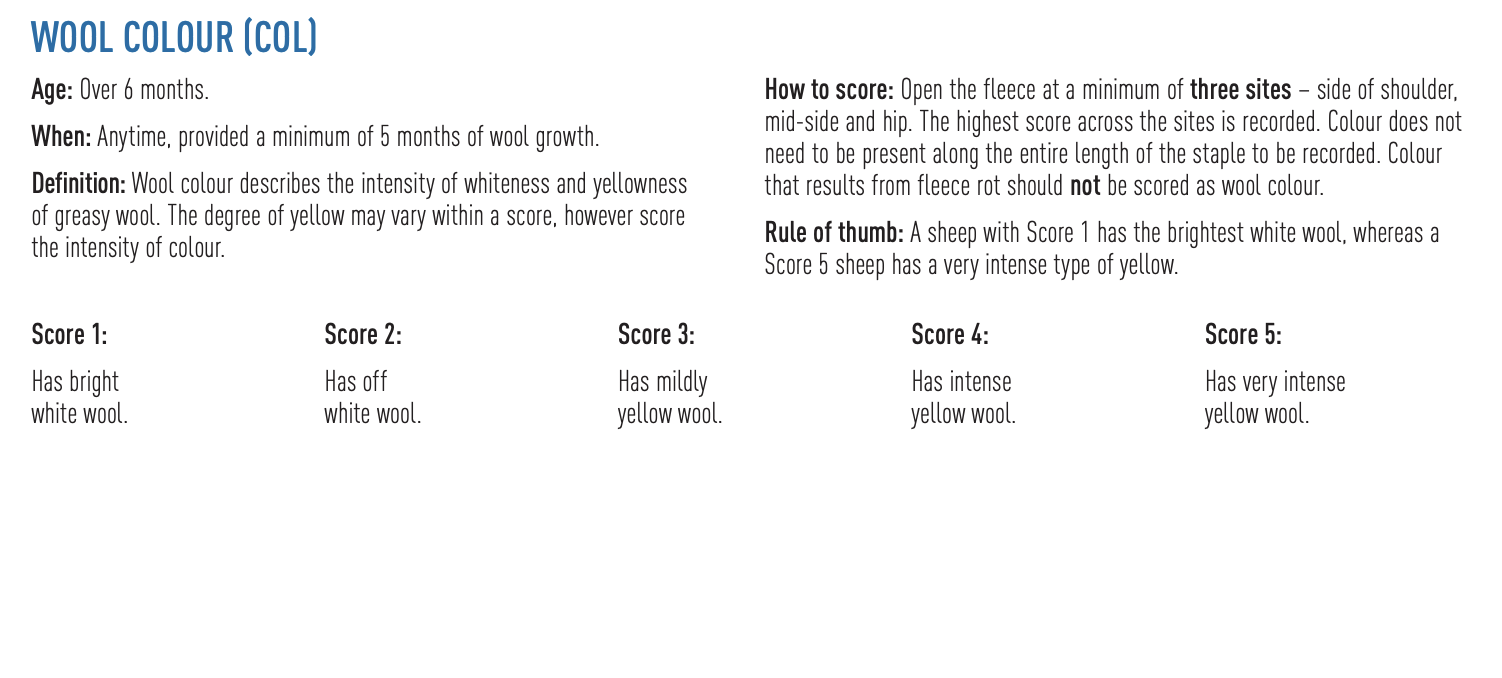 WOOL COLOUR (COL)
Age: Over 6 months.
When: Anytime, provided a minimum of 5 months of wool growth.
Definition: Wool colour describes the intensity of whiteness and yellowness
of greasy wool. The degree of yellow may vary within a score, however score
the intensity of colour.
How to score: Open the fleece at a minimum of three sites – side of shoulder,
mid-side and hip. The highest score across the sites is recorded. Colour does not
need to be present along the entire length of the staple to be recorded. Colour
that results from fleece rot should not be scored as wool colour.
Rule of thumb: A sheep with Score 1 has the brightest white wool, whereas a
Score 5 sheep has a very intense type of yellow.
Score 1:
Has bright
white wool.
Score 2:
Has off
white wool.
Score 3:
Has mildly
yellow wool.
Score 4:
Has intense
yellow wool.
Score 5:
Has very intense
yellow wool.